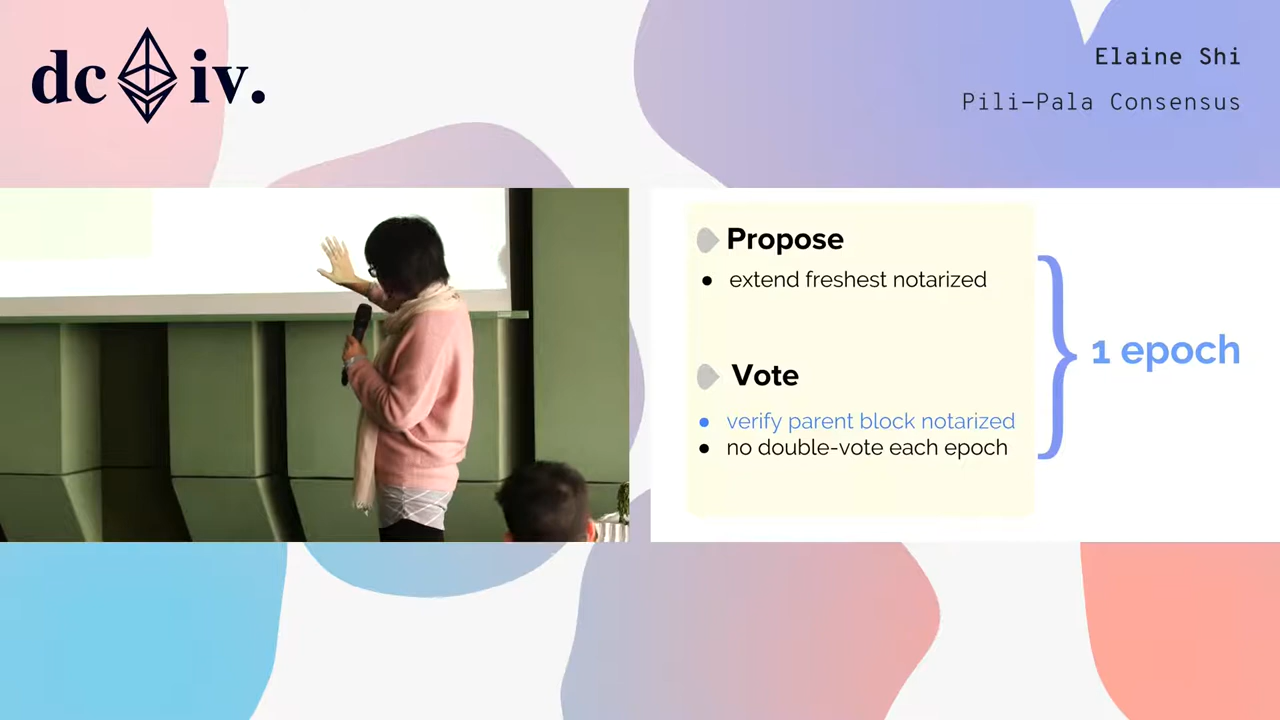 dc iv.
Elaine Shi
Pili-Pala Consensus
Propose
• extend freshest notarized
Vote
• verify parent block notarized
• no double-vote each epoch
1 epoch